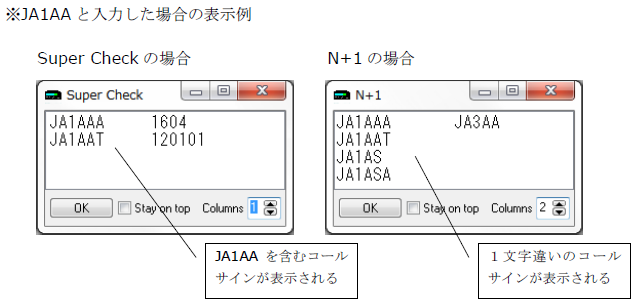 ※JA1AA と入力した場合の表示例
Super Check の場合
N+1 の場合
Super Check
JA1AAA 1604
JA1AAT 120101
OK Stay on top Columns 1
N+1
JA1AAA JA3AA
JA1AAT
JA1AS
JA1ASA
OK Stay on top Columns 2
JA1AA を含むコール
サインが表示される
１文字違いのコール
サインが表示される